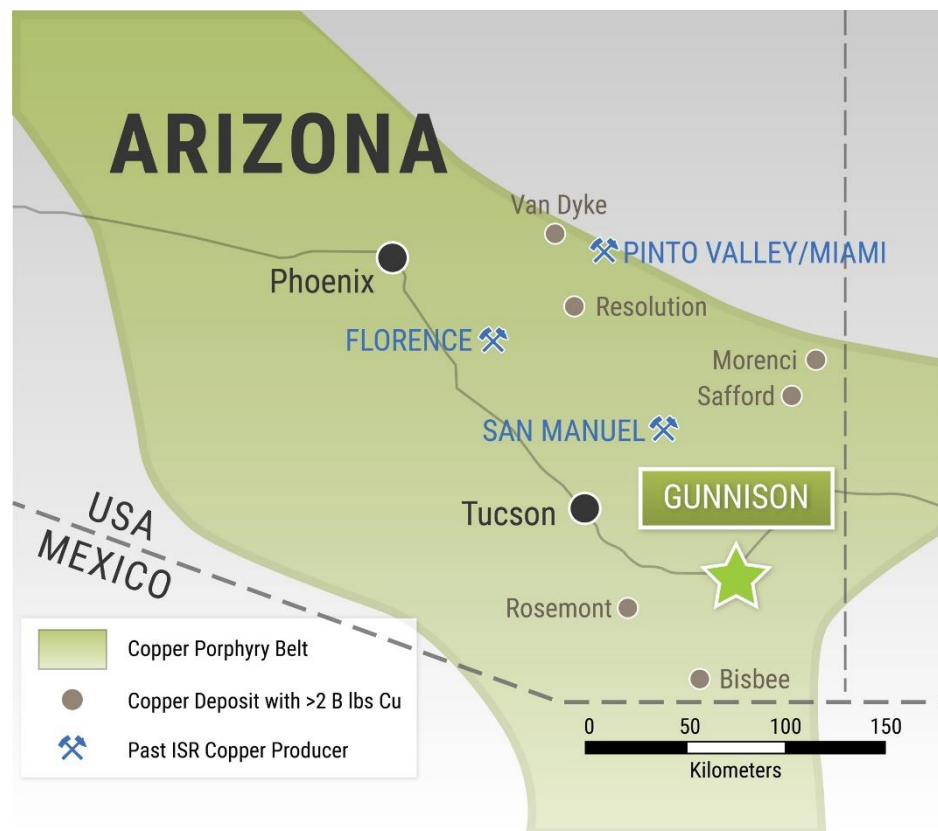 ARIZONA
Van Dyke
PINTO VALLEY/MIAMI
Phoenix
Resolution
FLORENCE
Morenci
Safford
SAN MANUEL
GUNNISON
Tucson
USA
MEXICO
Rosemont
Bisbee
Copper Porphyry Belt
Copper Deposit with >2 B lbs Cu
Past ISR Copper Producer
0 50 100 150
Kilometers